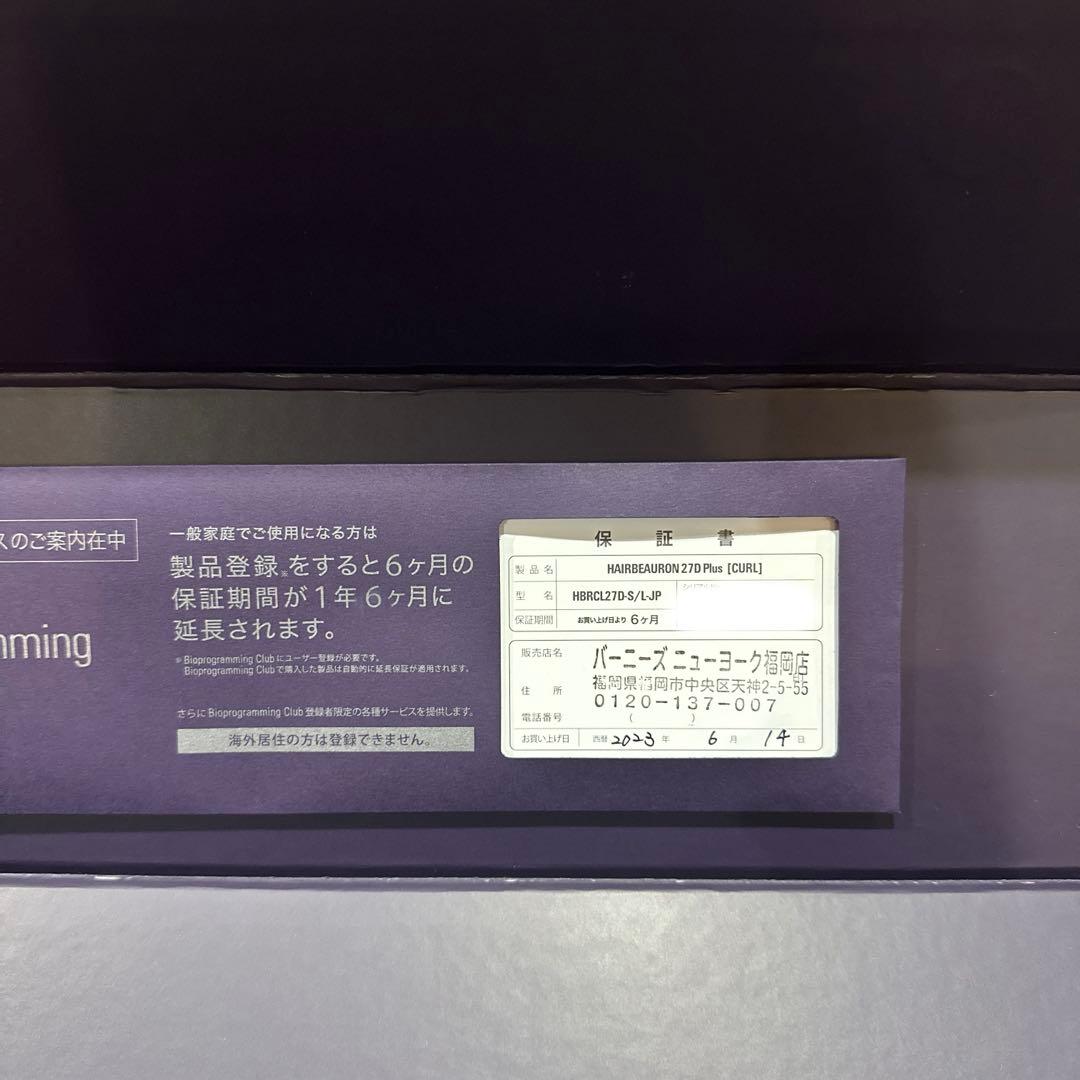 スのご案内在中
mming
一般家庭でご使用になる方は
製品登録※をすると6ヶ月の
保証期間が1年6ヶ月に
延長されます。
※Bioprogramming Clubにユーザー登録が必要です。
Bioprogramming Clubで購入した製品は自動的に延長保証が適用されます。
さらにBioprogramming Club登録者限定の各種サービスを提供します。
海外居住の方は登録できません。
保 証 書
製品名 HAIRBEAURON 27D Plus [CURL]
型 名 HBRCL27D-S/L-JP
保証期間 お買い上げ日より 6ヶ月
販売店名 バーニーズ ニューヨーク福岡店
住 所 福岡県福岡市中央区天神2-5-55
0120-137-007
電話番号 ( )
お買い上げ日 西暦 2023 年 6 月 14 日